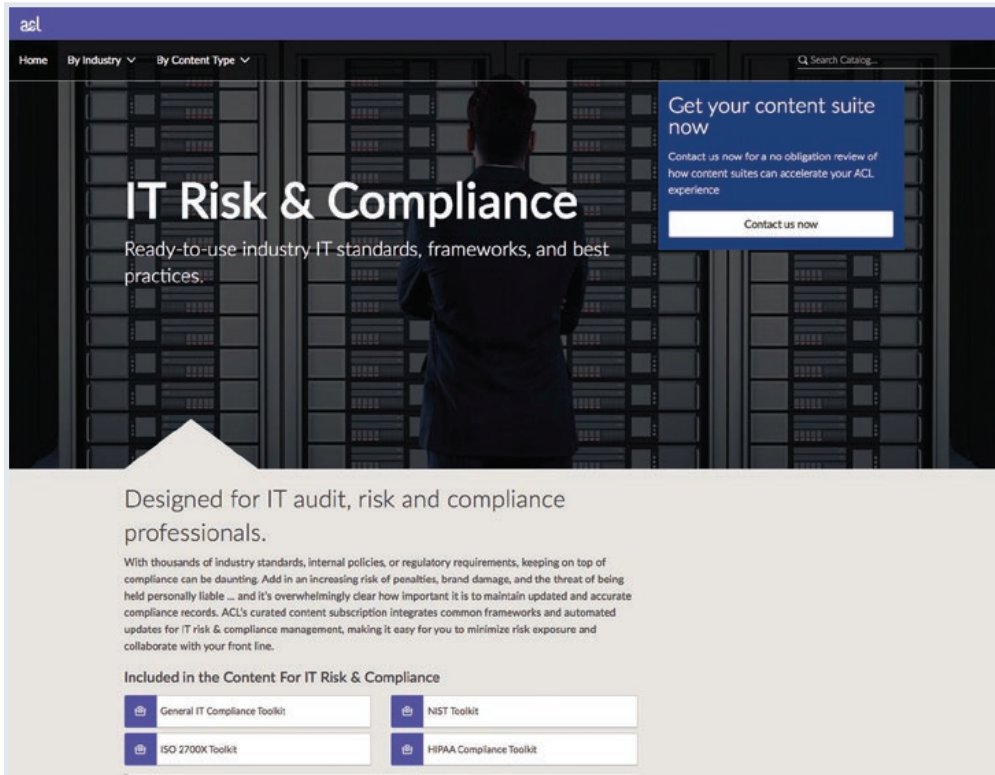 acl
Home By Industry By Content Type Search Catalog...
Get your content suite
now
Contact us now for a no obligation review of
how content suites can accelerate your ACL
experience
Contact us now
IT Risk & Compliance
Ready-to-use industry IT standards, frameworks, and best
practices.
Designed for IT audit, risk and compliance
professionals.
With thousands of industry standards, internal policies, or regulatory requirements, keeping on top of
compliance can be daunting. Add in an increasing risk of penalties, brand damage, and the threat of being
held personally liable ... and it's overwhelmingly clear how important it is to maintain updated and accurate
compliance records. ACL's curated content subscription integrates common frameworks and automated
updates for IT risk & compliance management, making it easy for you to minimize risk exposure and
collaborate with your front line.
Included in the Content For IT Risk & Compliance
General IT Compliance Toolkit NIST Toolkit
ISO 2700X Toolkit HIPAA Compliance Toolkit